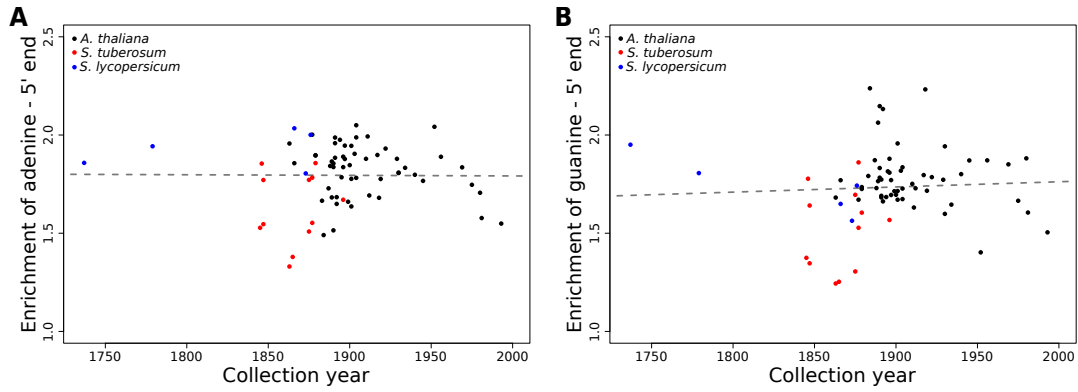 A
A. thaliana
S. tuberosum
S. lycopersicum
Enrichment of adenine - 5' end
2.5
2.0
1.5
1.0
1750 1800 1850 1900 1950 2000
Collection year
B
A. thaliana
S. tuberosum
S. lycopersicum
Enrichment of guanine - 5' end
2.5
2.0
1.5
1.0
1750 1800 1850 1900 1950 2000
Collection year